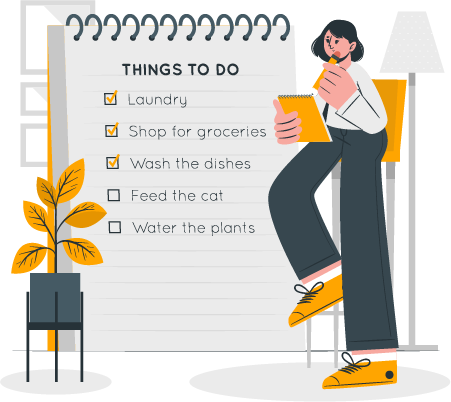 THINGS TO DO
Laundry
Shop for groceries
Wash the dishes
Feed the cat
Water the plants